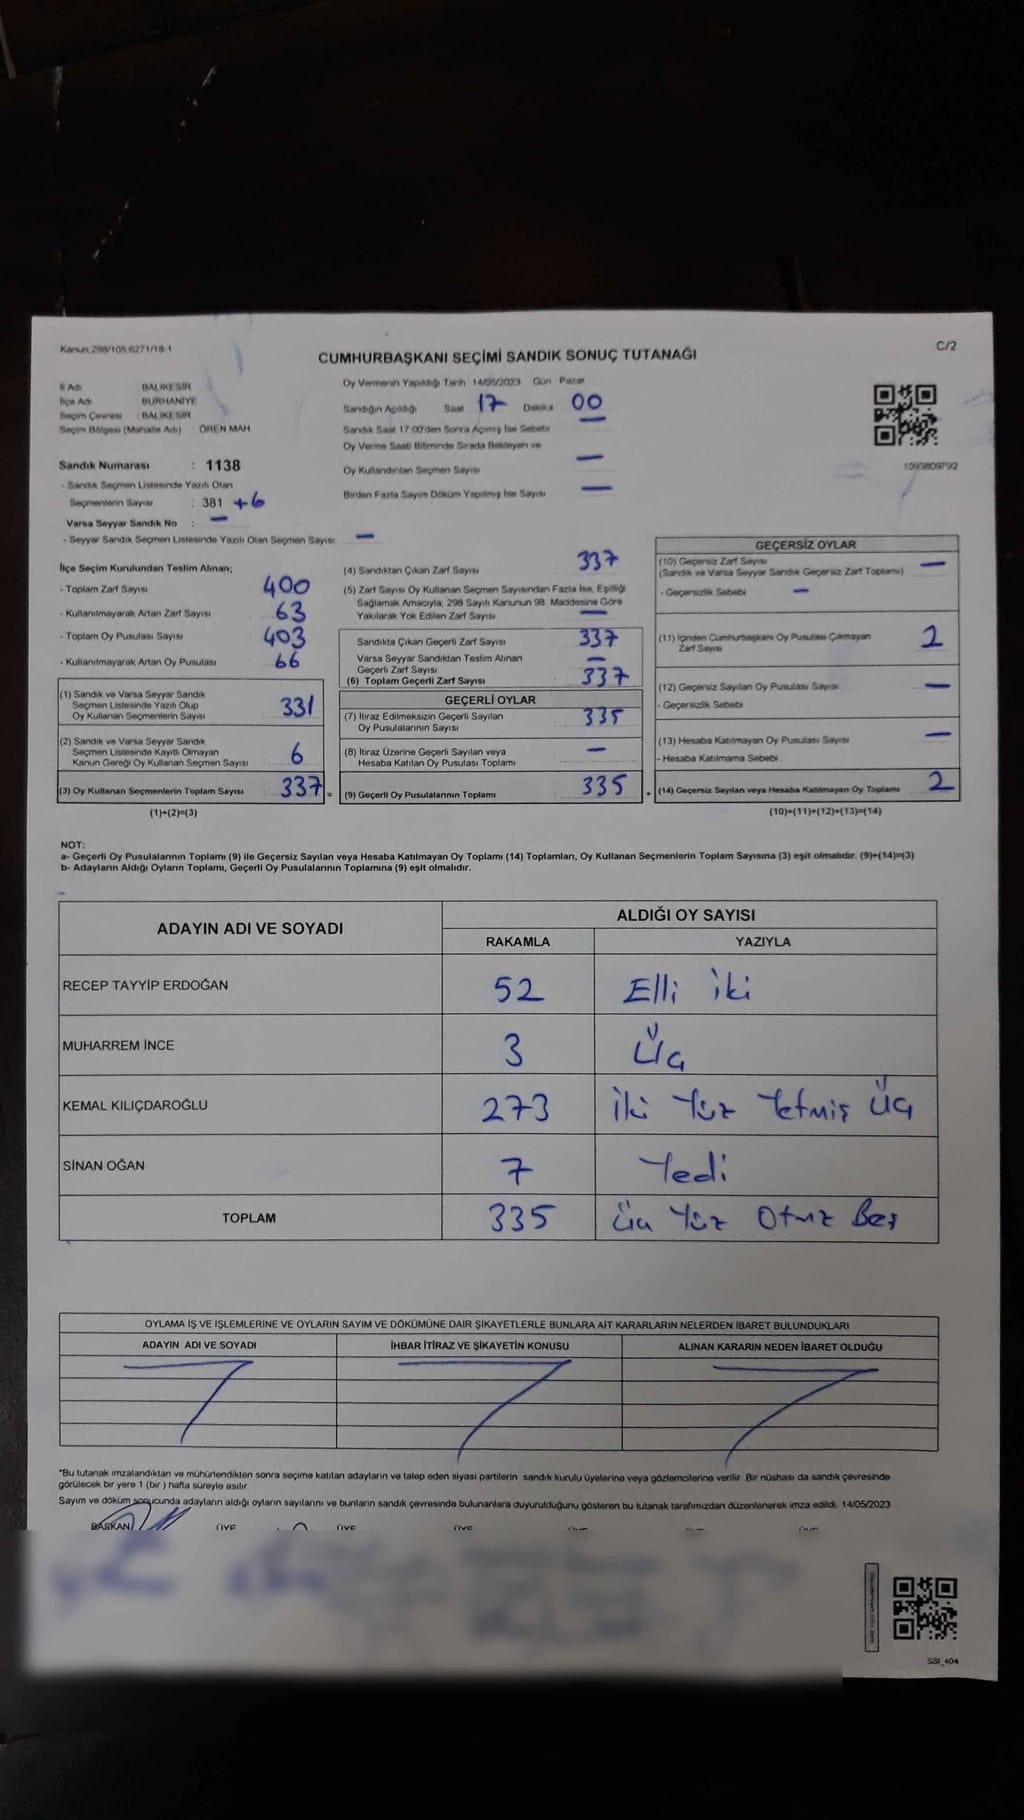 Kanun 298/105 6271/18-1
C/2
CUMHURBAŞKANI SEÇİMİ SANDIK SONUÇ TUTANAĞI
İl Adı BALIKESİR
İlçe Adı BURHANİYE
Seçim Çevresi : BALIKESİR
Seçim Bölgesi (Mahalle Adı) ÖREN MAH
Sandık Numarası : 1138
- Sandık Seçmen Listesinde Yazılı Olan
Seçmenlerin Sayısı : 381 +6
Varsa Seyyar Sandık No : —
- Seyyar Sandık Seçmen Listesinde Yazılı Olan Seçmen Sayısı: —
Oy Vermenin Yapıldığı Tarih 14/05/2023 Gün Pazar
Sandığın Açıldığı Saat 17 Dakika 00
Sandık Saat 17:00'den Sonra Açılmış İse Sebebi —
Oy Verme Saati Bitiminde Sırada Bekleyen ve
Oy Kullandırılan Seçmen Sayısı —
Birden Fazla Sayım Döküm Yapılmış İse Sayısı —
1093809792
İlçe Seçim Kurulundan Teslim Alınan;
- Toplam Zarf Sayısı 400
- Kullanılmayarak Artan Zarf Sayısı 63
- Toplam Oy Pusulası Sayısı 403
- Kullanılmayarak Artan Oy Pusulası 66
(1) Sandık ve Varsa Seyyar Sandık
Seçmen Listesinde Yazılı Olup
Oy Kullanan Seçmenlerin Sayısı 331
(2) Sandık ve Varsa Seyyar Sandık
Seçmen Listesinde Kayıtlı Olmayan
Kanun Gereği Oy Kullanan Seçmen Sayısı 6
(3) Oy Kullanan Seçmenlerin Toplam Sayısı 337 =
(1)+(2)=(3)
(4) Sandıktan Çıkan Zarf Sayısı 337
(5) Zarf Sayısı Oy Kullanan Seçmen Sayısından Fazla İse, Eşitliği
Sağlamak Amacıyla, 298 Sayılı Kanunun 98. Maddesine Göre
Yakılarak Yok Edilen Zarf Sayısı —
Sandıkta Çıkan Geçerli Zarf Sayısı 337
Varsa Seyyar Sandıktan Teslim Alınan
Geçerli Zarf Sayısı —
(6) Toplam Geçerli Zarf Sayısı 337
GEÇERLİ OYLAR
(7) İtiraz Edilmeksizin Geçerli Sayılan
Oy Pusulalarının Sayısı 335
(8) İtiraz Üzerine Geçerli Sayılan veya
Hesaba Katılan Oy Pusulası Toplamı —
(9) Geçerli Oy Pusulalarının Toplamı 335 +
GEÇERSİZ OYLAR
(10) Geçersiz Zarf Sayısı —
(Sandık ve Varsa Seyyar Sandık Geçersiz Zarf Toplamı)
- Geçersizlik Sebebi —
(11) İçinden Cumhurbaşkanı Oy Pusulası Çıkmayan
Zarf Sayısı 2
(12) Geçersiz Sayılan Oy Pusulası Sayısı —
- Geçersizlik Sebebi
(13) Hesaba Katılmayan Oy Pusulası Sayısı —
- Hesaba Katılmama Sebebi
(14) Geçersiz Sayılan veya Hesaba Katılmayan Oy Toplamı 2
(10)+(11)+(12)+(13)=(14)
NOT:
a- Geçerli Oy Pusulalarının Toplamı (9) ile Geçersiz Sayılan veya Hesaba Katılmayan Oy Toplamı (14) Toplamları, Oy Kullanan Seçmenlerin Toplam Sayısına (3) eşit olmalıdır. (9)+(14)=(3)
b- Adayların Aldığı Oyların Toplamı, Geçerli Oy Pusulalarının Toplamına (9) eşit olmalıdır.
ADAYIN ADI VE SOYADI
ALDIĞI OY SAYISI
RAKAMLA YAZIYLA
RECEP TAYYİP ERDOĞAN 52 Elli iki
MUHARREM İNCE 3 Üç
KEMAL KILIÇDAROĞLU 273 İki Yüz Yetmiş Üç
SİNAN OĞAN 7 Yedi
TOPLAM 335 Üç Yüz Otuz Beş
OYLAMA İŞ VE İŞLEMLERİNE VE OYLARIN SAYIM VE DÖKÜMÜNE DAİR ŞİKAYETLERLE BUNLARA AİT KARARLARIN NELERDEN İBARET BULUNDUKLARI
ADAYIN ADI VE SOYADI İHBAR İTİRAZ VE ŞİKAYETİN KONUSU ALINAN KARARIN NEDEN İBARET OLDUĞU
*Bu tutanak imzalandıktan ve mühürlendikten sonra seçime katılan adayların ve talep eden siyasi partilerin sandık kurulu üyelerine veya gözlemcilerine verilir. Bir nüshası da sandık çevresinde
görülecek bir yere 1 (bir ) hafta süreyle asılır.
Sayım ve döküm sonucunda adayların aldığı oyların sayılarını ve bunların sandık çevresinde bulunanlara duyurulduğunu gösteren bu tutanak tarafımızdan düzenlenerek imza edildi. 14/05/2023
BAŞKAN ÜYE ÜYE ÜYE ÜYE ÜYE ÜYE
SSI_404